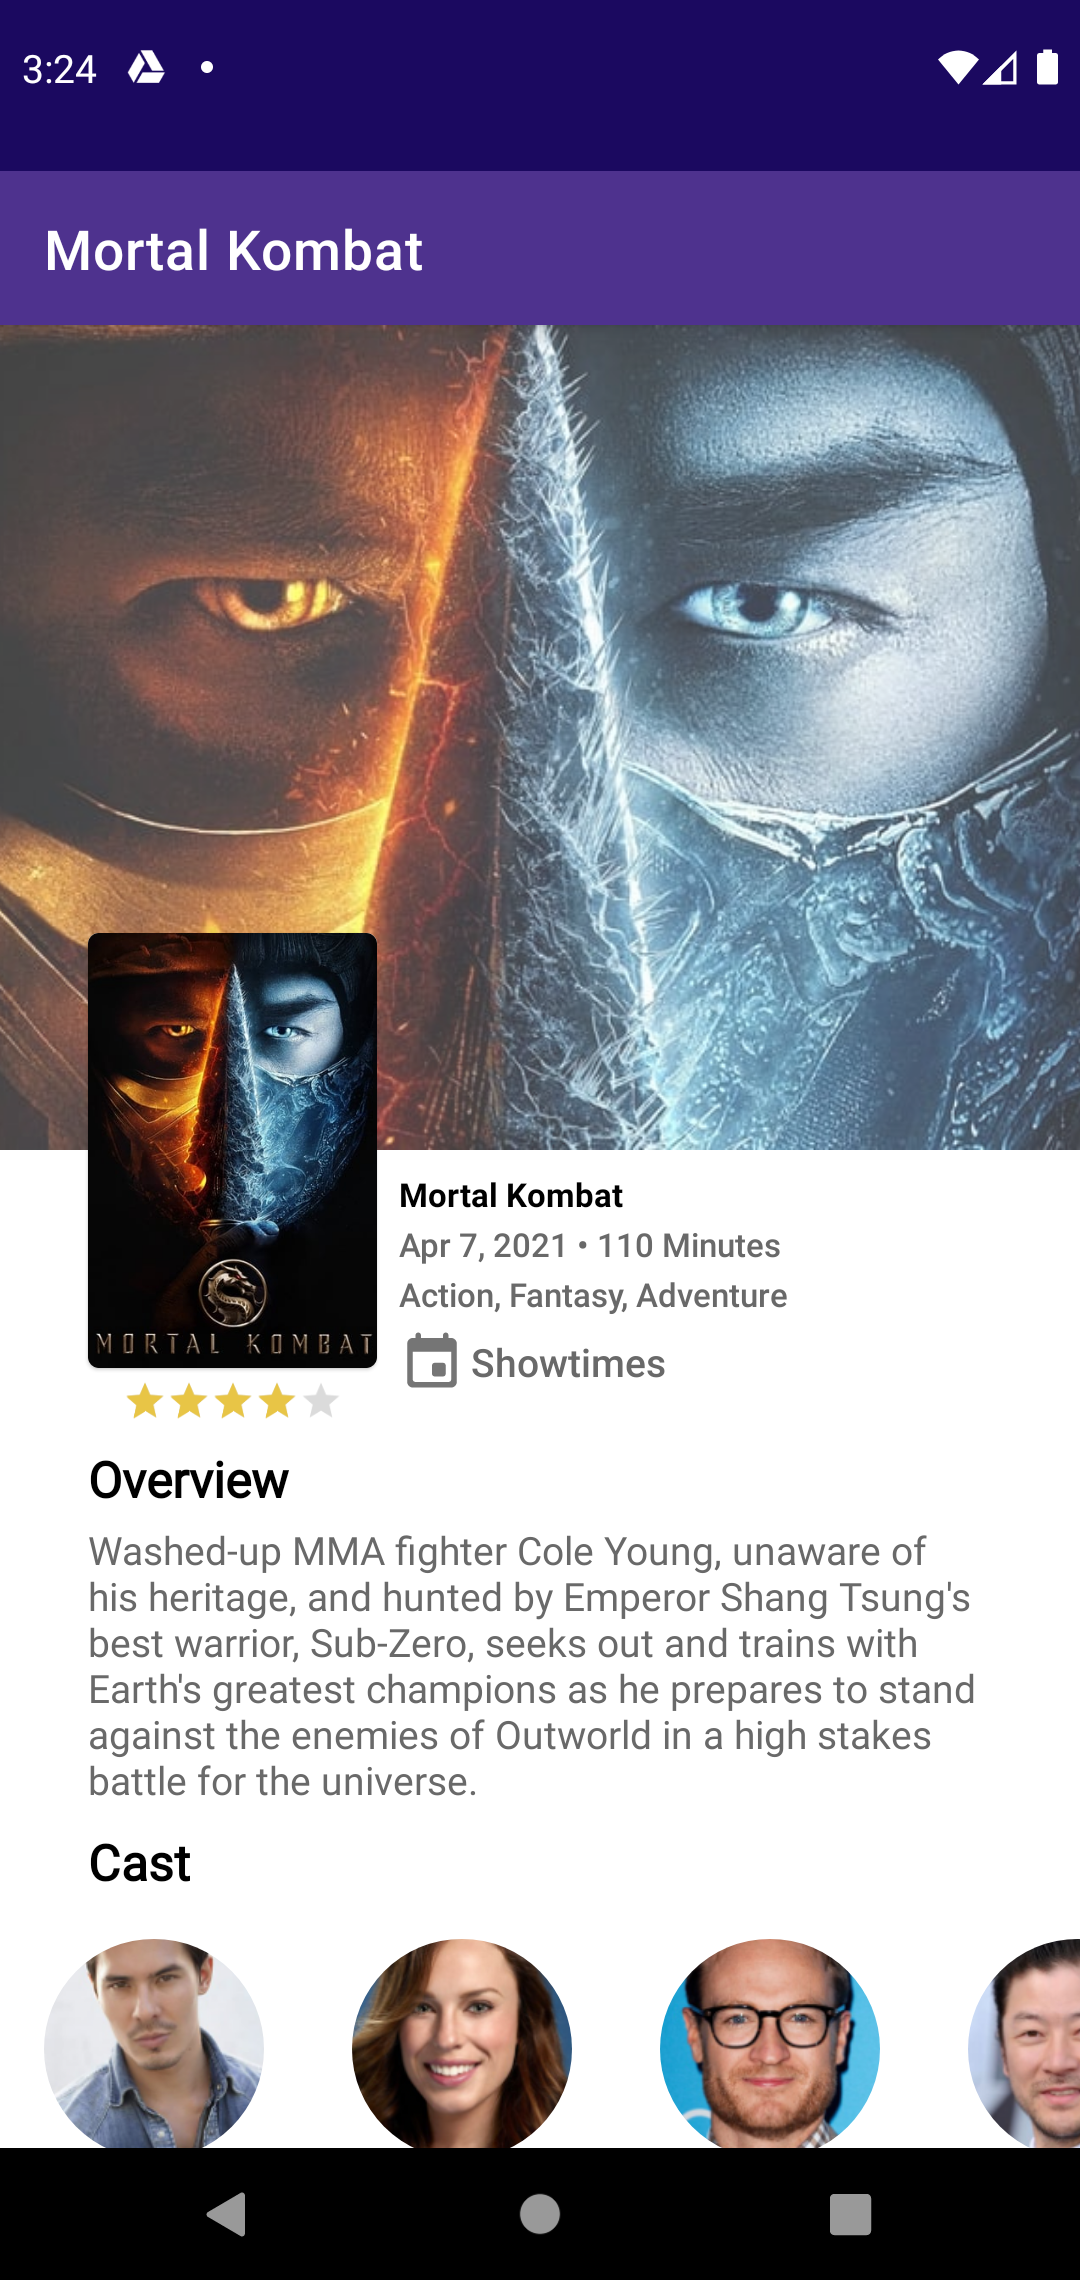 3:24
Mortal Kombat
MORTAL KOMBAT
Mortal Kombat
Apr 7, 2021 • 110 Minutes
Action, Fantasy, Adventure
Showtimes
Overview
Washed-up MMA fighter Cole Young, unaware of
his heritage, and hunted by Emperor Shang Tsung's
best warrior, Sub-Zero, seeks out and trains with
Earth's greatest champions as he prepares to stand
against the enemies of Outworld in a high stakes
battle for the universe.
Cast